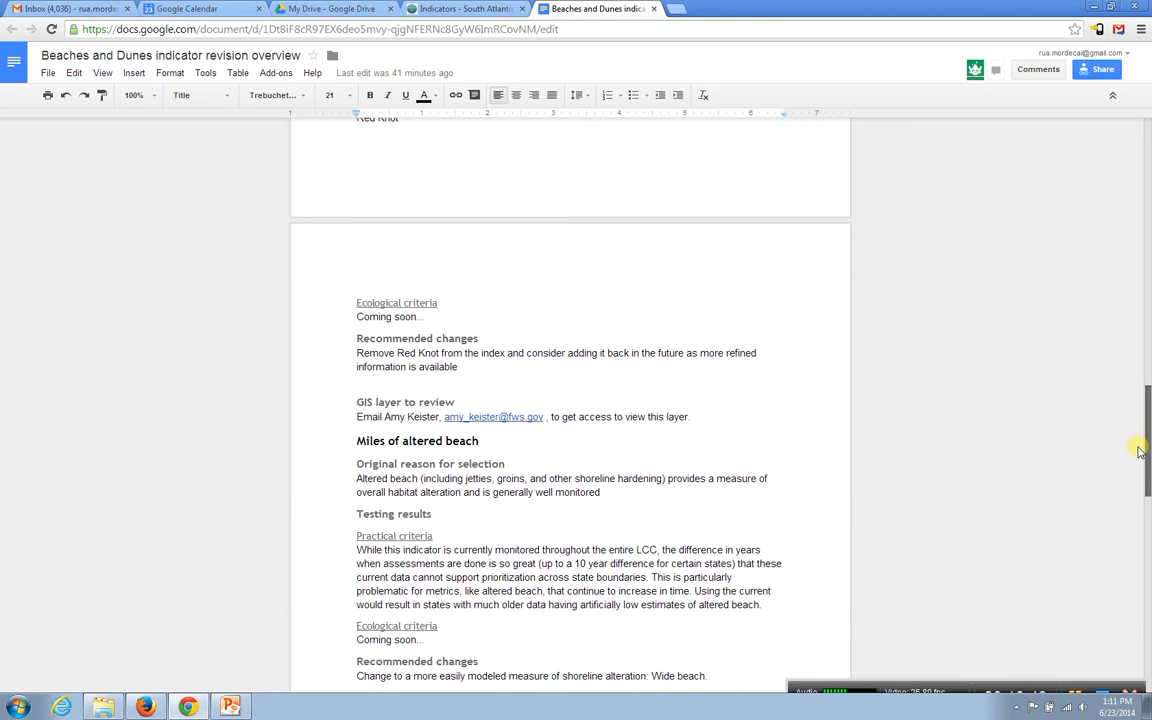 Inbox (4,036) - rua.morde
Google Calendar
My Drive - Google Drive
Indicators - South Atlantic
Beaches and Dunes indica
https://docs.google.com/document/d/1Dt8iF8cR97EX6deo5mvy-qjgNFERNc8GyW6ImRCovNM/edit
Beaches and Dunes indicator revision overview
rua.mordecai@gmail.com
File Edit View Insert Format Tools Table Add-ons Help Last edit was 41 minutes ago
Comments
Share
100% Title Trebuchet... 21 B I U A
1 1 2 3 4 5 6 7
Red Knot
Ecological criteria
Coming soon...
Recommended changes
Remove Red Knot from the index and consider adding it back in the future as more refined
information is available
GIS layer to review
Email Amy Keister, amy_keister@fws.gov , to get access to view this layer.
Miles of altered beach
Original reason for selection
Altered beach (including jetties, groins, and other shoreline hardening) provides a measure of
overall habitat alteration and is generally well monitored
Testing results
Practical criteria
While this indicator is currently monitored throughout the entire LCC, the difference in years
when assessments are done is so great (up to a 10 year difference for certain states) that these
current data cannot support prioritization across state boundaries. This is particularly
problematic for metrics, like altered beach, that continue to increase in time. Using the current
would result in states with much older data having artificially low estimates of altered beach.
Ecological criteria
Coming soon...
Recommended changes
Change to a more easily modeled measure of shoreline alteration: Wide beach.
1:11 PM
6/23/2014